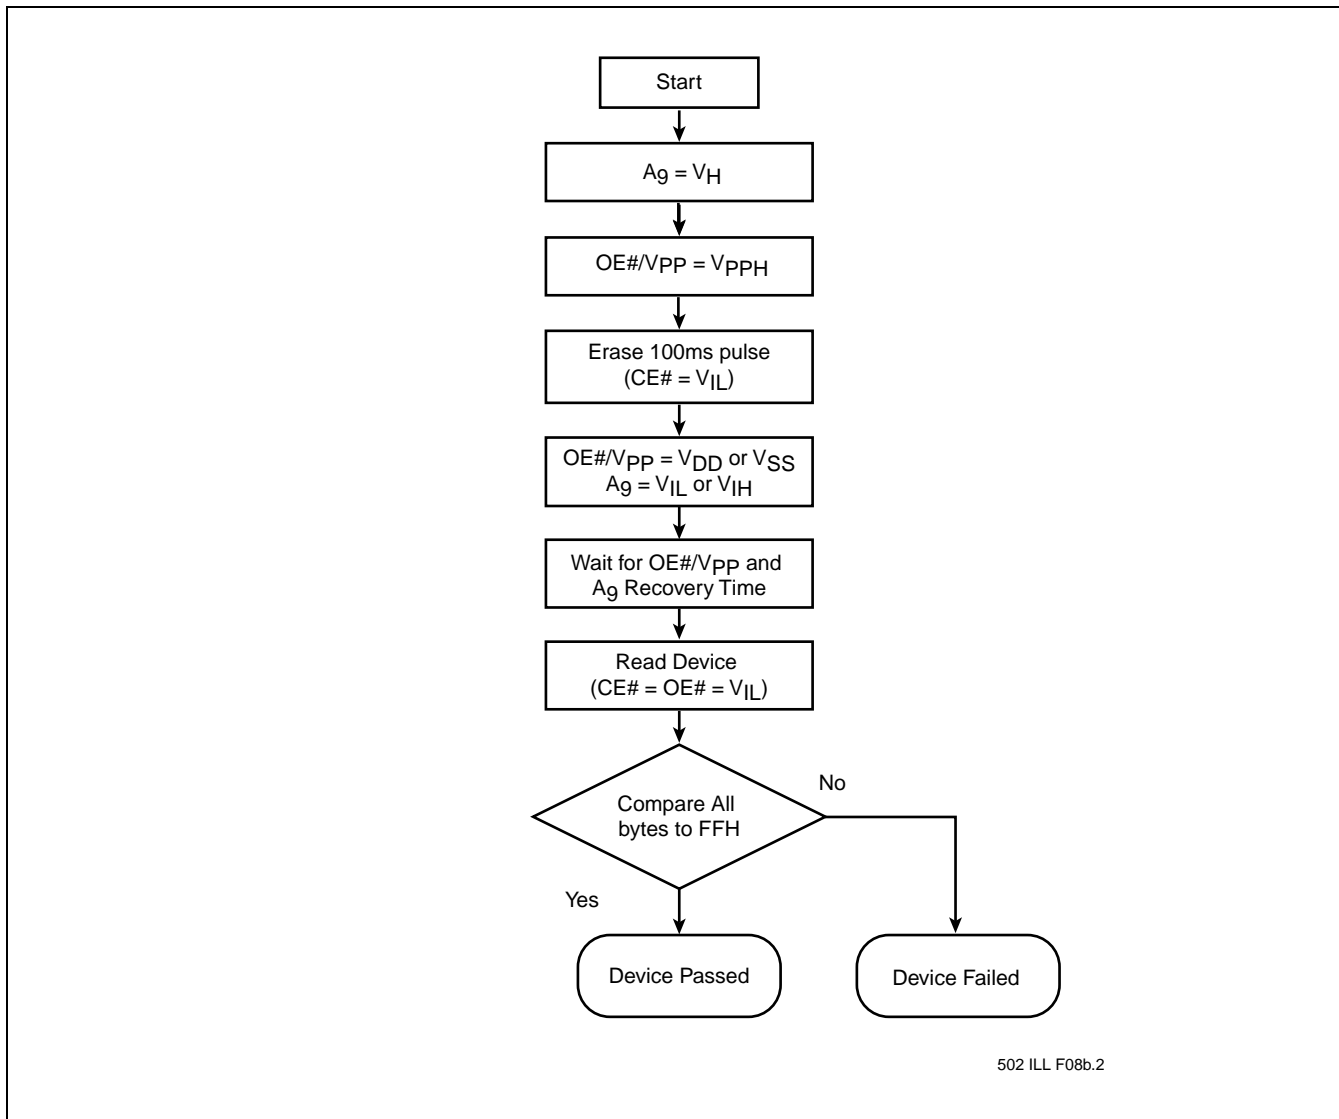 Start
A9 = VH
OE#/VPP = VPPH
Erase 100ms pulse
(CE# = VIL)
OE#/VPP = VDD or VSS
A9 = VIL or VIH
Wait for OE#/VPP and
A9 Recovery Time
Read Device
(CE# = OE# = VIL)
Compare All
bytes to FFH
No
Yes
Device Passed
Device Failed
502 ILL F08b.2